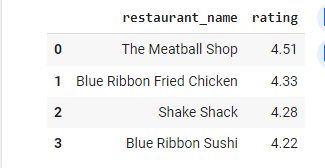 restaurant_name rating
0 The Meatball Shop 4.51
1 Blue Ribbon Fried Chicken 4.33
2 Shake Shack 4.28
3 Blue Ribbon Sushi 4.22